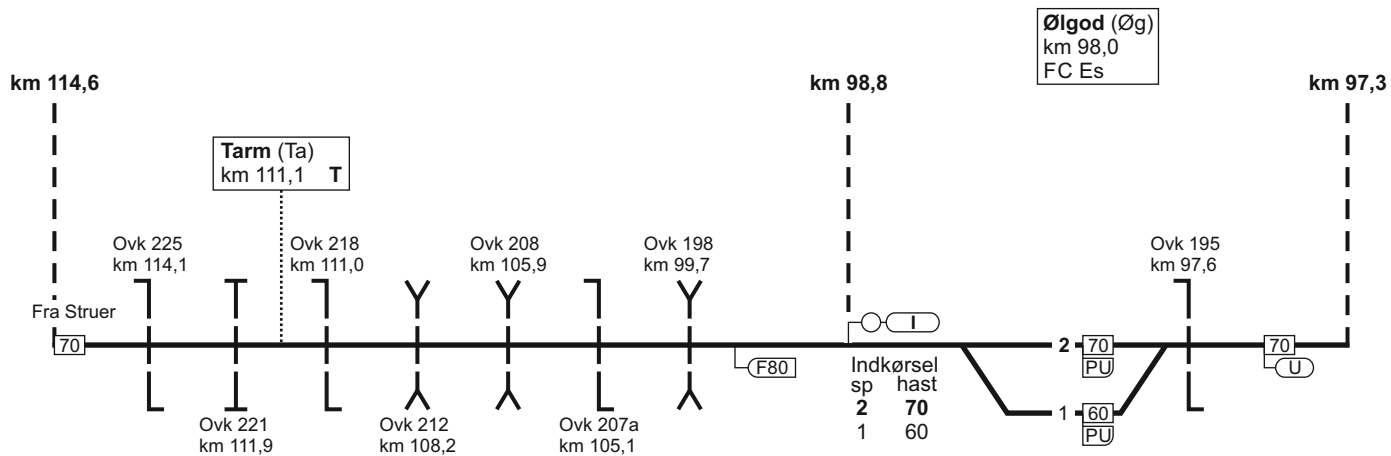 Ølgod (Øg)
km 98,0
FC Es
km 114,6
km 98,8
km 97,3
Tarm (Ta)
km 111,1 T
Ovk 225
km 114,1
Ovk 218
km 111,0
Ovk 208
km 105,9
Ovk 198
km 99,7
Ovk 195
km 97,6
Fra Struer
70
I
F80
2 70
PU
70
U
Indkørsel
sp hast
2 70
1 60
1 60
PU
Ovk 221
km 111,9
Ovk 212
km 108,2
Ovk 207a
km 105,1